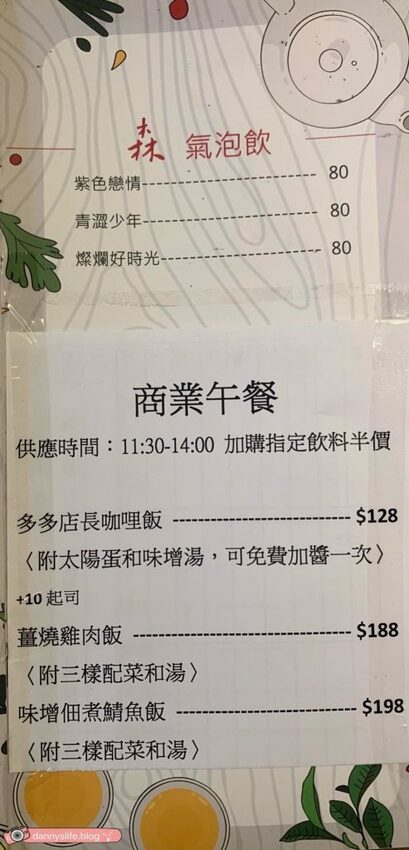 森 氣泡飲
紫色戀情------------------ 80
青澀少年------------------ 80
燦爛好時光---------------- 80
商業午餐
供應時間：11:30-14:00 加購指定飲料半價
多多店長咖哩飯 ---------------------------- $128
〈附太陽蛋和味增湯，可免費加醬一次〉
+10 起司
薑燒雞肉飯 ---------------------------------- $188
〈附三樣配菜和湯〉
味增佃煮鯖魚飯 ---------------------------- $198
〈附三樣配菜和湯〉
dannyslife.blog